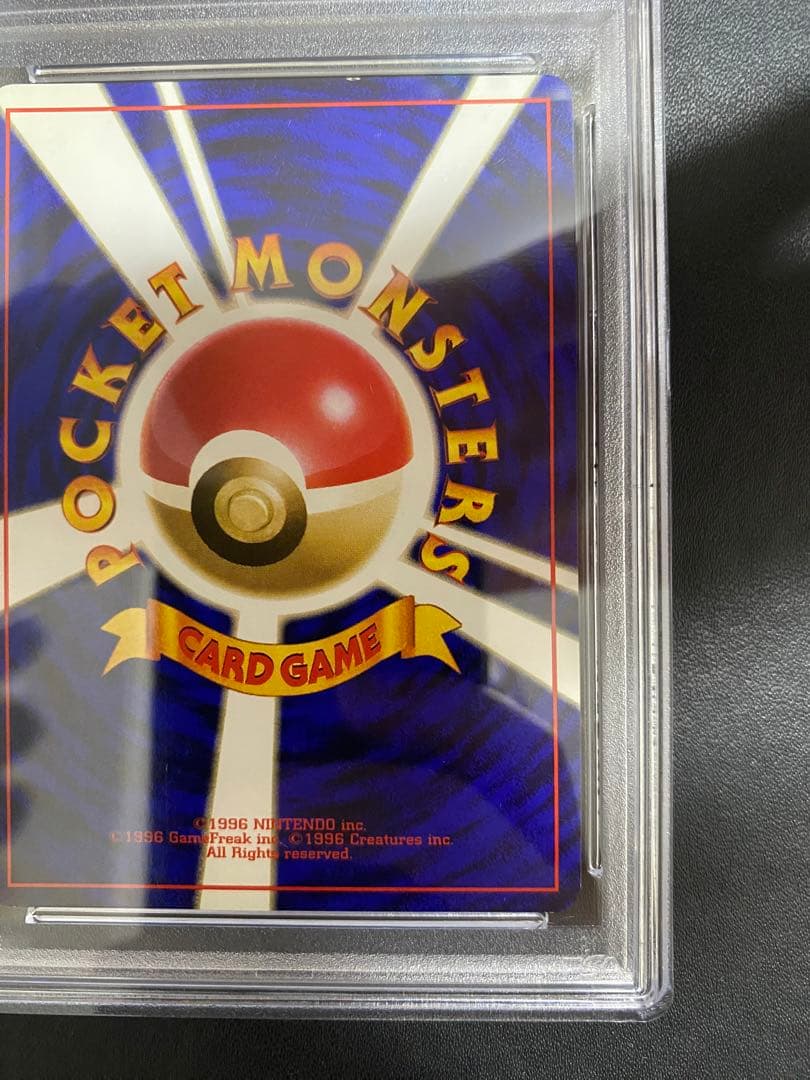 POCKET MONSTERS
CARD GAME
©1996 NINTENDO inc.
©1996 GameFreak inc. ©1996 Creatures inc.
All Rights reserved.